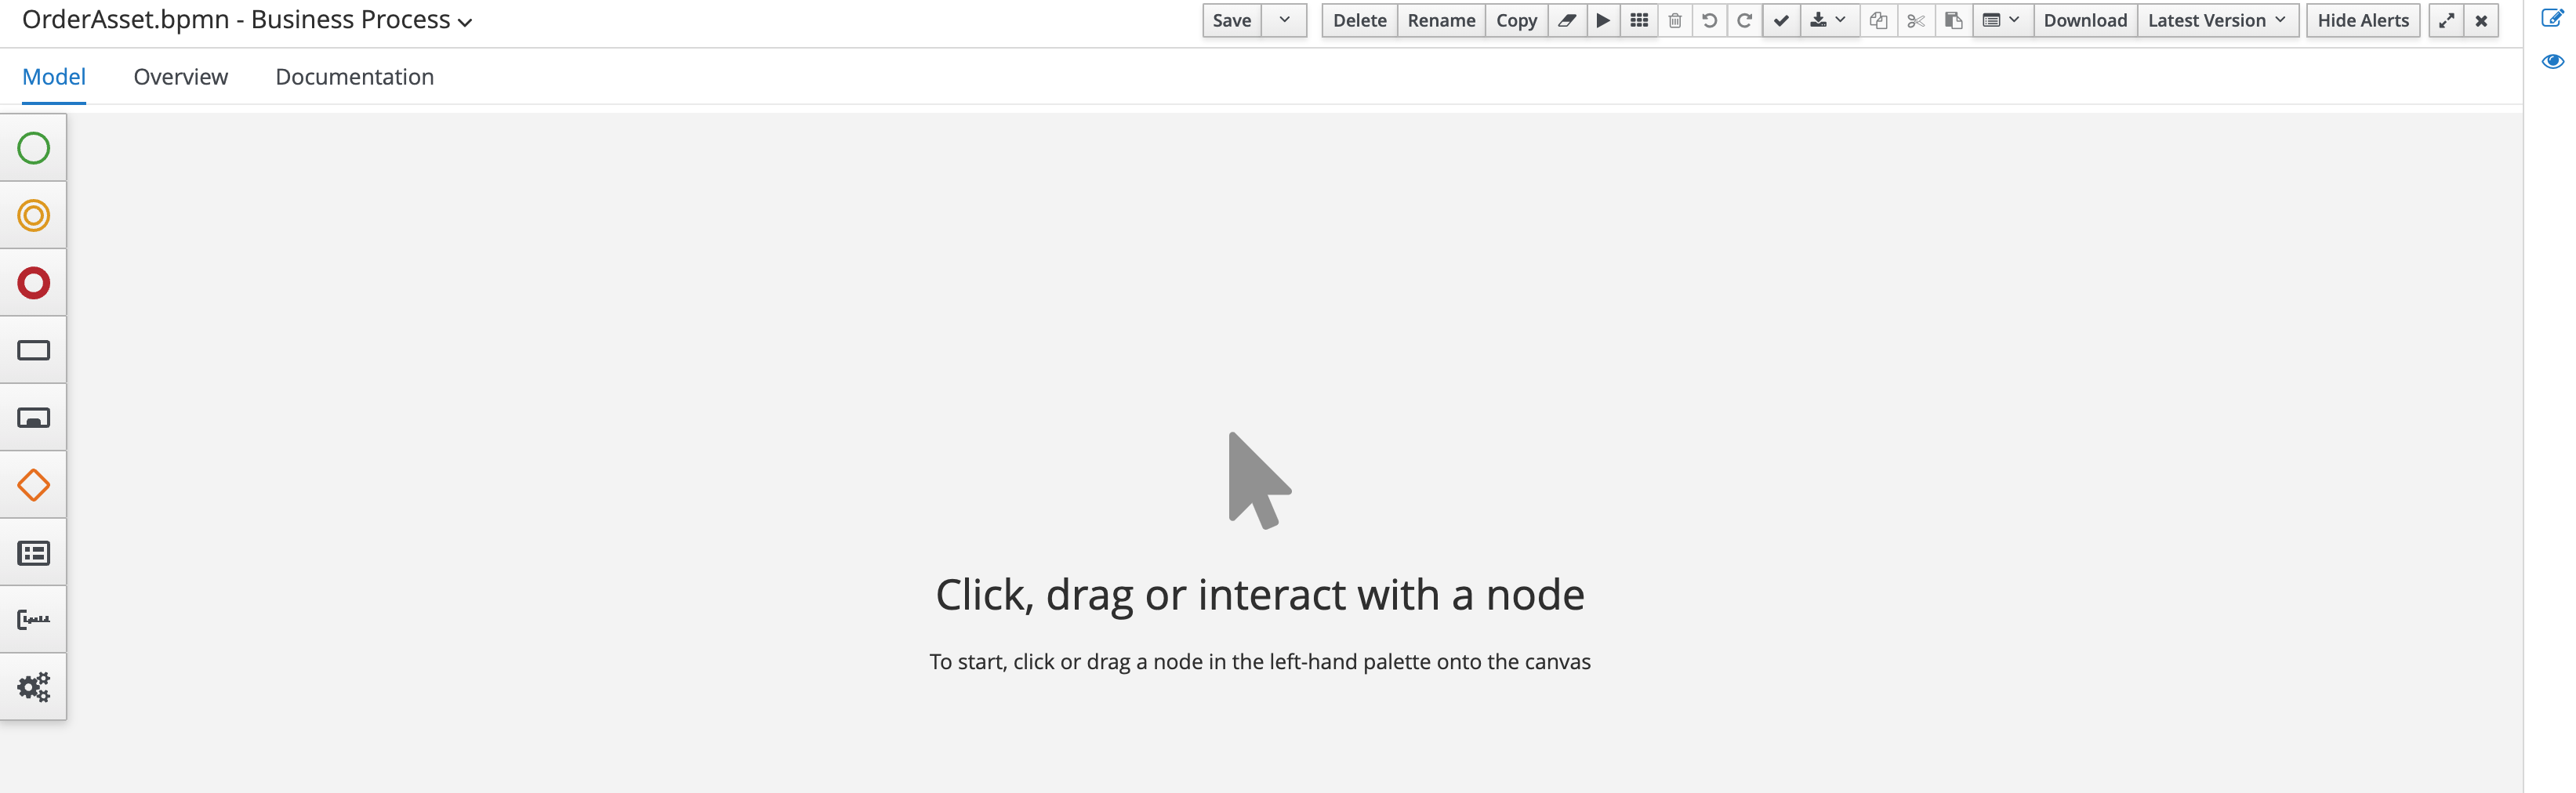 OrderAsset.bpmn - Business Process
Save
Delete
Rename
Copy
Download
Latest Version
Hide Alerts
Model
Overview
Documentation
Click, drag or interact with a node
To start, click or drag a node in the left-hand palette onto the canvas